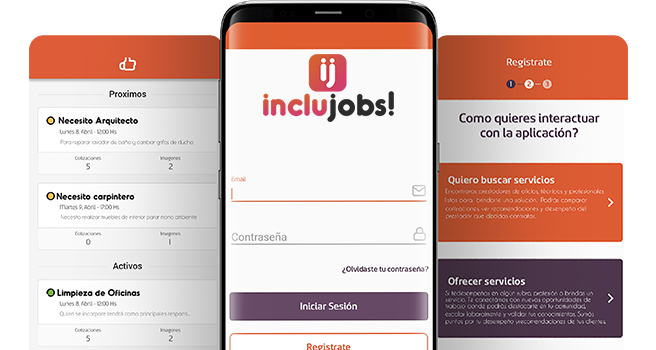 Proximos
Necesito Arquitecto
Lunes 8, Abril - 12:00 Hs
Para reparar lavado de baño y cambiar grifos de ducha.
Cotizaciones Imagenes
5 2
Necesito carpintero
Martes 9, Abril - 17:00 Hs
Necesito realizar muebles de interior para mono ambiente
Cotizaciones Imagenes
0 1
Activos
Limpieza de Oficinas
Lunes 8, Abril - 12:00 Hs
Quien se incorpore tendrá como principales respons...
Cotizaciones Imagenes
5 2
ij
inclujobs!
Email
Contraseña
¿Olvidaste tu contraseña?
Iniciar Sesión
Registrate
Registrate
1 2 3
Como quieres interactuar
con la aplicación?
Quiero buscar servicios
Encontraras prestadores de oficios, técnicos y profesionales
listos para brindarte una solución. Podrás comparar
cotizaciones, ver recomendaciones y desempeño del
prestador que decidas contratar.
Ofrecer servicios
Si te desempeñas en algún rubro, profesión o brindas un
servicio. Te conectamos con nuevas oportunidades de
trabajo donde podrás destacarte en tu comunidad,
escalar laboralmente y validar tus conocimientos. Sumás
puntos por tu desempeño y recomendaciones de tus clientes.